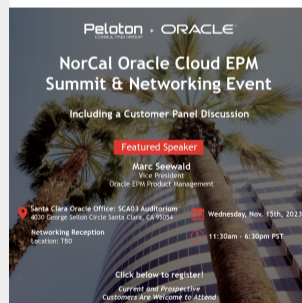 Peloton + ORACLE
CONSULTING GROUP
NorCal Oracle Cloud EPM
Summit & Networking Event
Including a Customer Panel Discussion
Featured Speaker
Marc Seewald
Vice President
Oracle EPM Product Management
Santa Clara Oracle Office: SCA03 Auditorium
4030 George Sellon Circle Santa Clara, CA 95054
Wednesday, Nov. 15th, 2023
Networking Reception
Location: TBD
11:30am - 6:30pm PST
Click below to register!
Current and Prospective
Customers Are Welcome to Attend